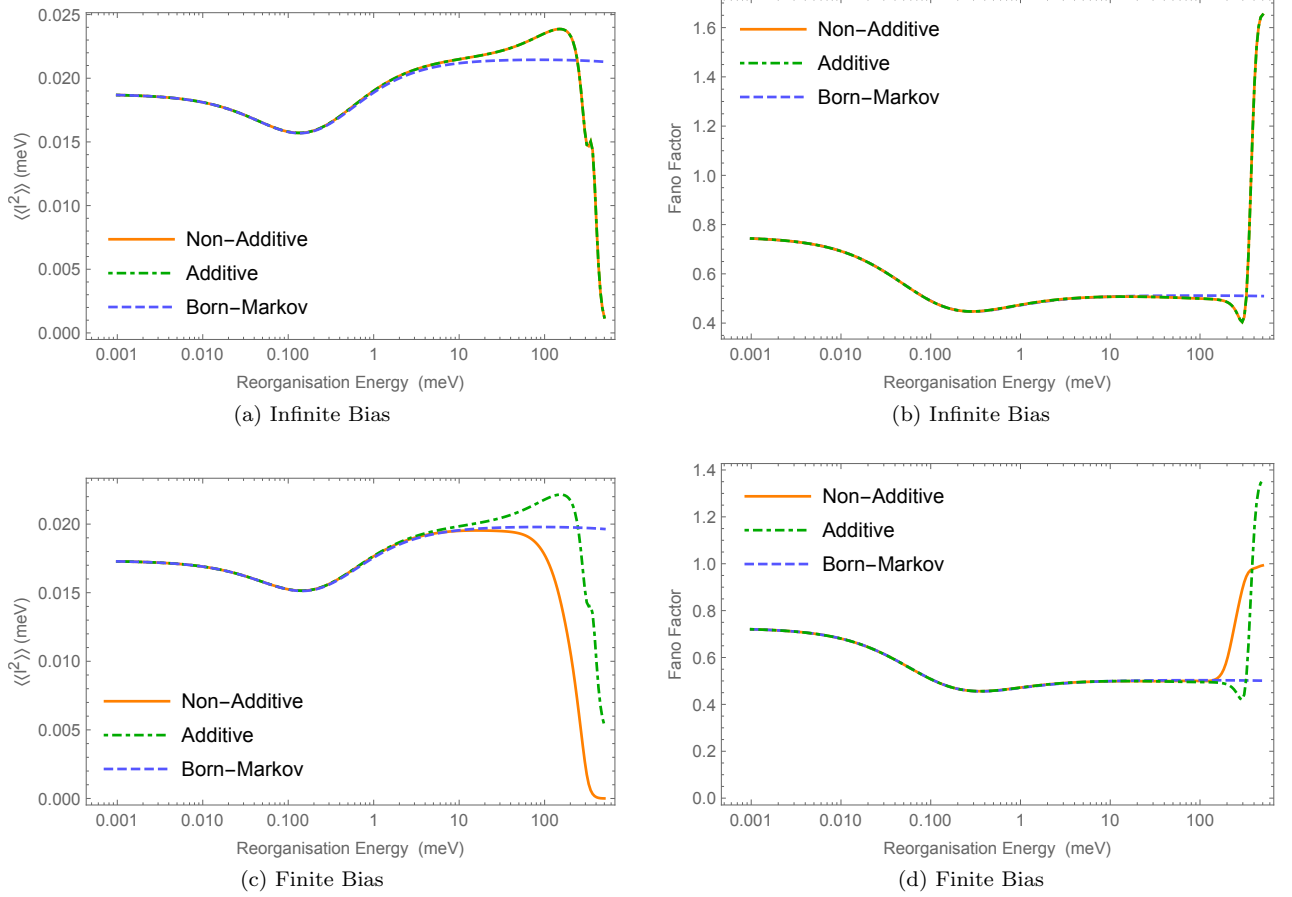 0.025
0.020
0.015
0.010
0.005
0.000
⟨⟨I²⟩⟩ (meV)
Non-Additive
Additive
Born-Markov
0.001 0.010 0.100 1 10 100
Reorganisation Energy (meV)
(a) Infinite Bias
1.6
1.4
1.2
1.0
0.8
0.6
0.4
Fano Factor
Non-Additive
Additive
Born-Markov
0.001 0.010 0.100 1 10 100
Reorganisation Energy (meV)
(b) Infinite Bias
0.020
0.015
0.010
0.005
0.000
⟨⟨I²⟩⟩ (meV)
Non-Additive
Additive
Born-Markov
0.001 0.010 0.100 1 10 100
Reorganisation Energy (meV)
(c) Finite Bias
1.4
1.2
1.0
0.8
0.6
0.4
0.2
0.0
Fano Factor
Non-Additive
Additive
Born-Markov
0.001 0.010 0.100 1 10 100
Reorganisation Energy (meV)
(d) Finite Bias